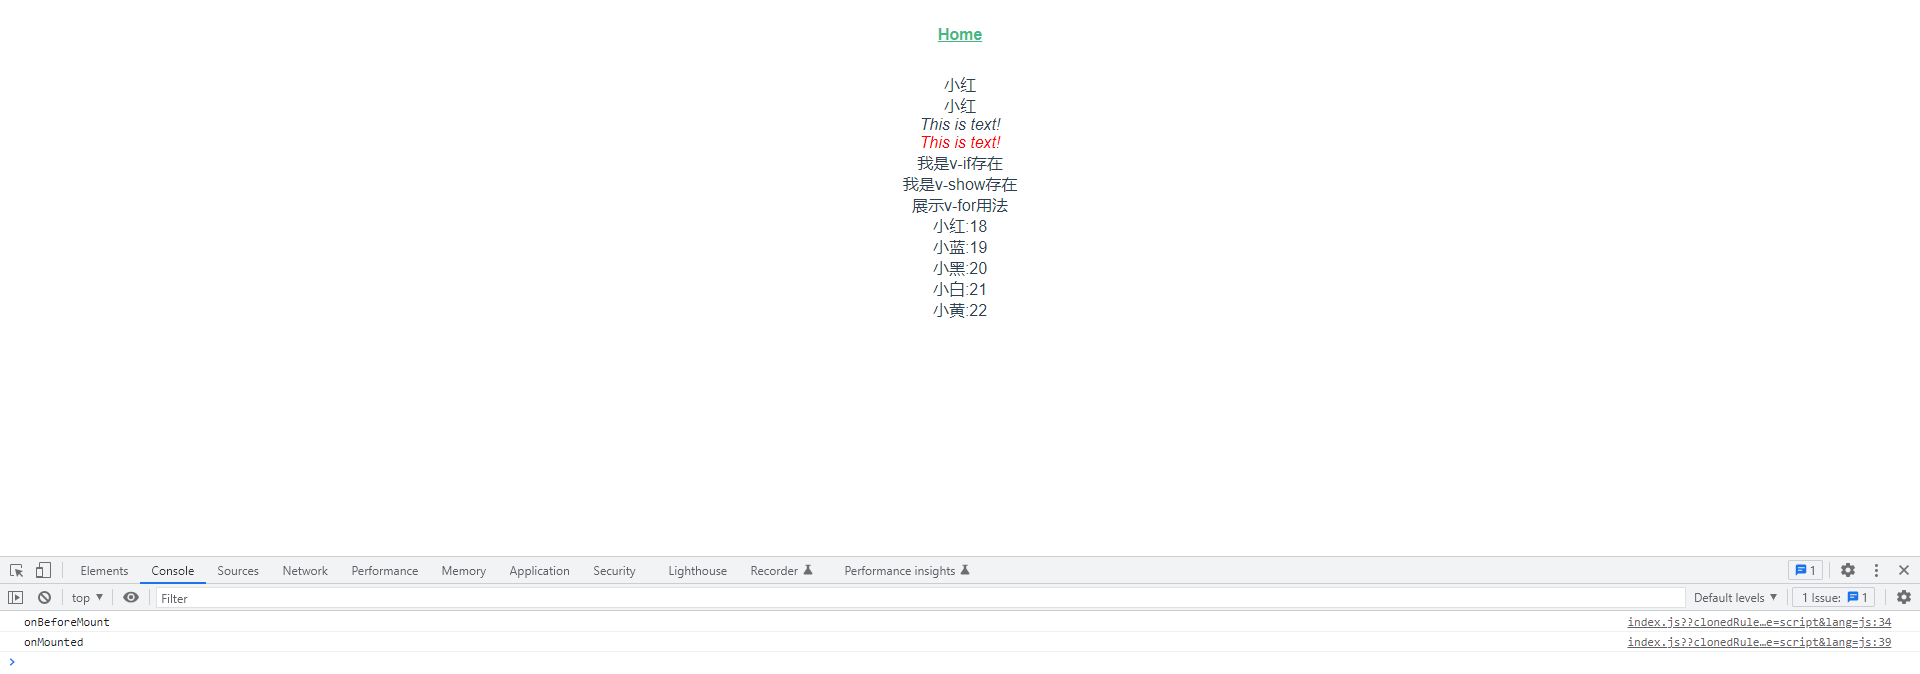 Home
小红
小红
This is text!
This is text!
我是v-if存在
我是v-show存在
展示v-for用法
小红:18
小蓝:19
小黑:20
小白:21
小黄:22
Elements Console Sources Network Performance Memory Application Security Lighthouse Recorder Performance insights 1
top Filter Default levels 1 Issue: 1
onBeforeMount index.js??clonedRule…e=script&lang=js:34
onMounted index.js??clonedRule…e=script&lang=js:39